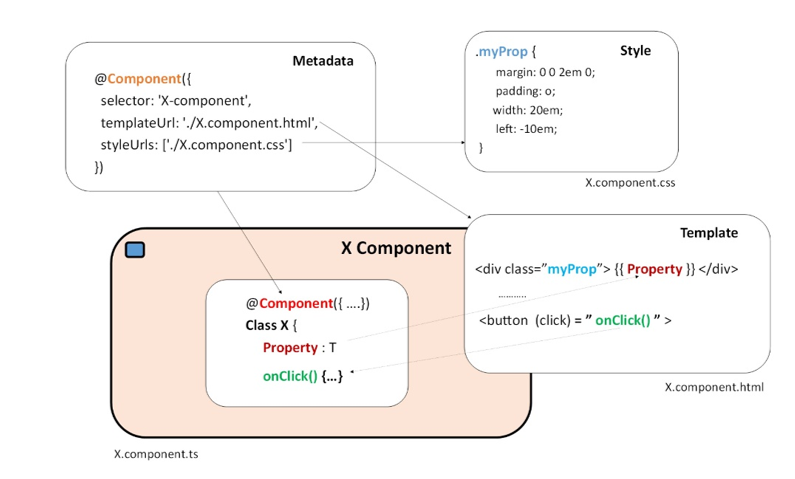 Metadata
@Component({
selector: 'X-component',
templateUrl: './X.component.html',
styleUrls: ['./X.component.css']
})
.myProp {
Style
margin: 0 0 2em 0;
padding: o;
width: 20em;
left: -10em;
}
X.component.css
X Component
@Component({ ....})
Class X {
Property : T
onClick() {...}
X.component.ts
Template
<div class=”myProp”> {{ Property }} </div>
...........
<button (click) = ” onClick() ” >
X.component.html